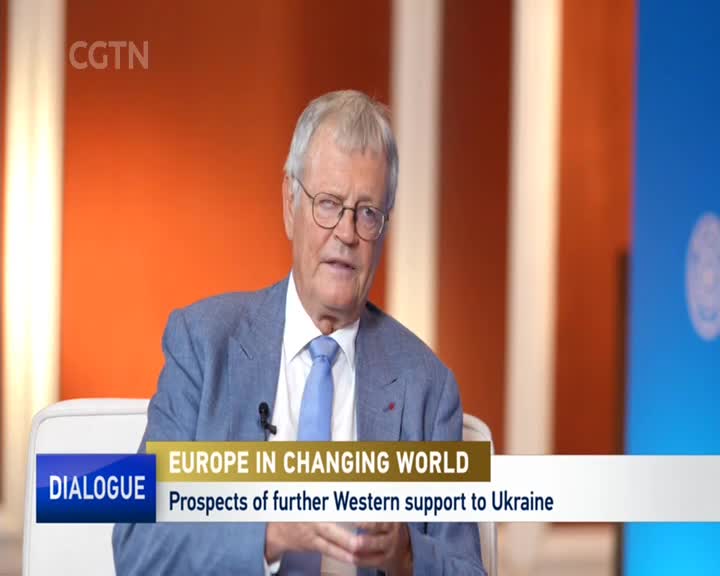 CGTN
EUROPE IN CHANGING WORLD
DIALOGUE
Prospects of further Western support to Ukraine